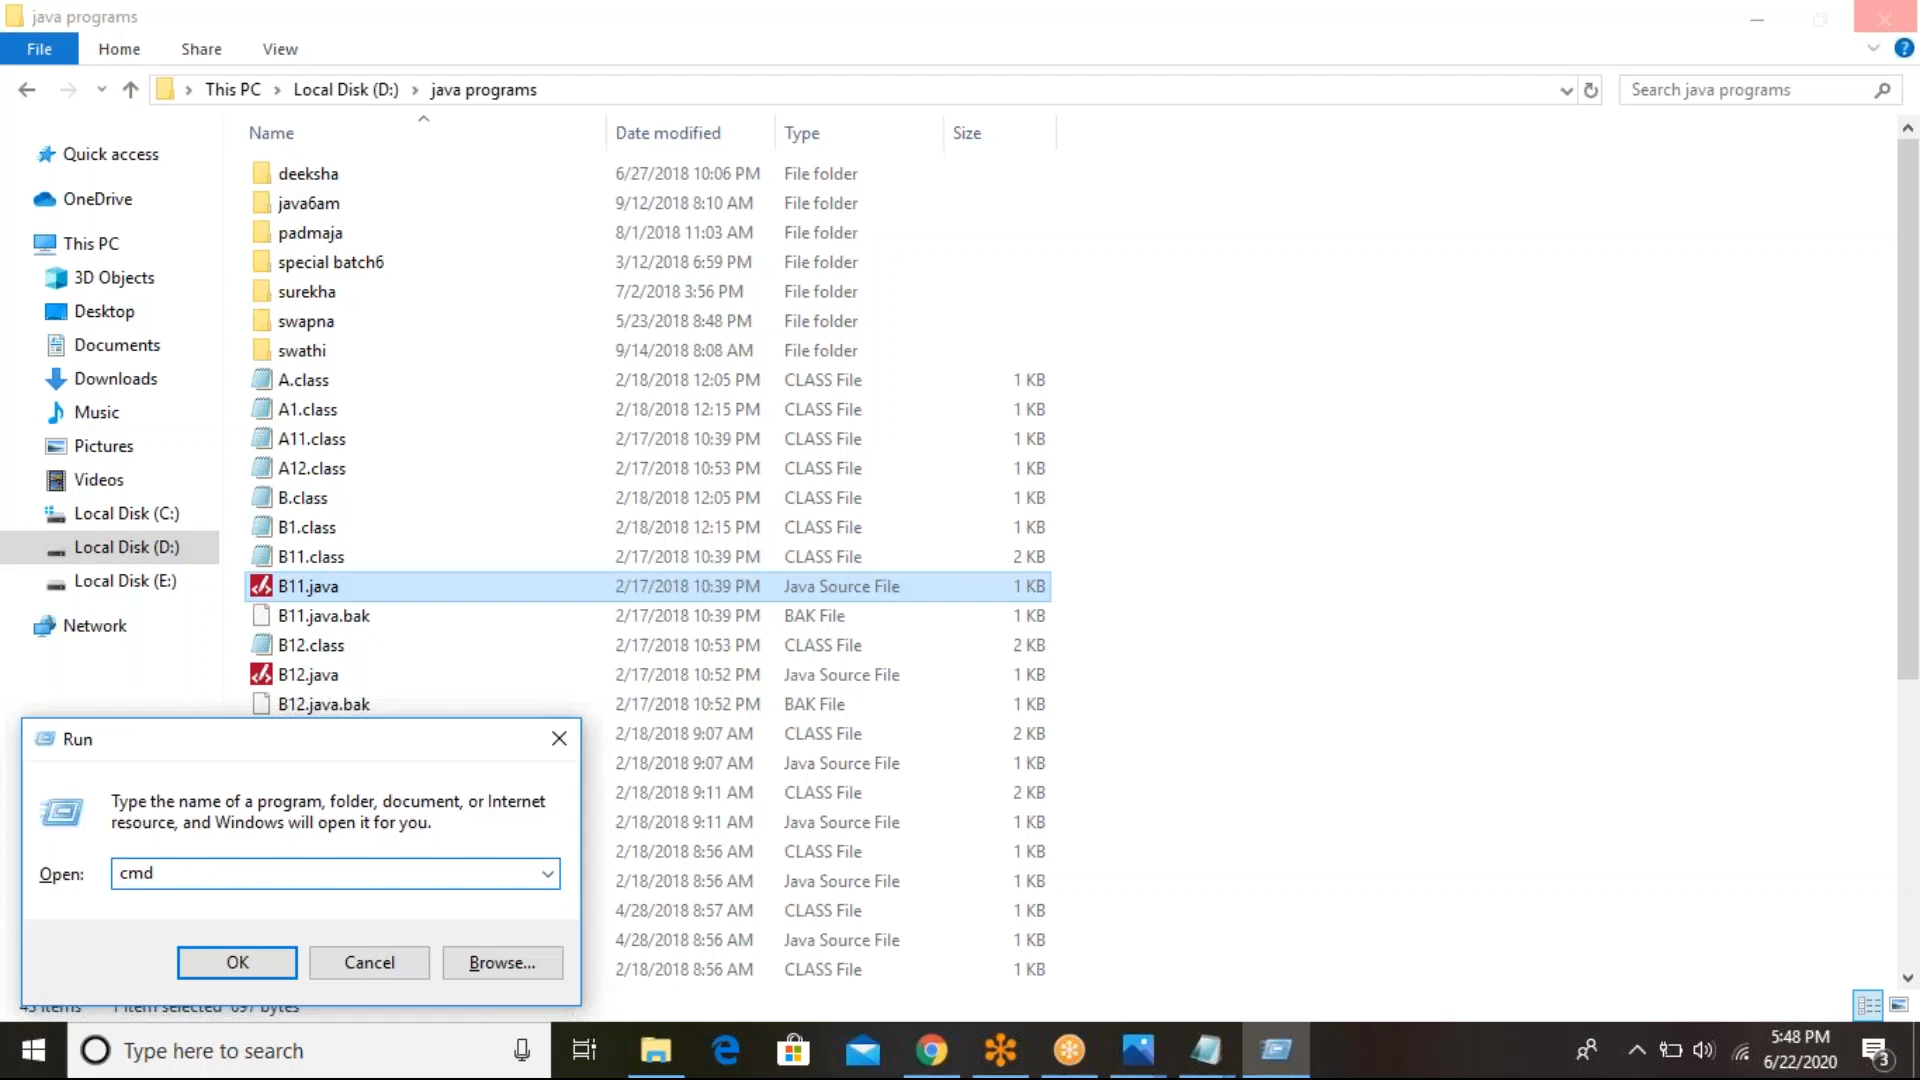 java programs
File Home Share View
This PC Local Disk (D:) java programs Search java programs
Name Date modified Type Size
Quick access
OneDrive
This PC
3D Objects
Desktop
Documents
Downloads
Music
Pictures
Videos
Local Disk (C:)
Local Disk (D:)
Local Disk (E:)
Network
deeksha 6/27/2018 10:06 PM File folder
java6am 9/12/2018 8:10 AM File folder
padmaja 8/1/2018 11:03 AM File folder
special batch6 3/12/2018 6:59 PM File folder
surekha 7/2/2018 3:56 PM File folder
swapna 5/23/2018 8:48 PM File folder
swathi 9/14/2018 8:08 AM File folder
A.class 2/18/2018 12:05 PM CLASS File 1 KB
A1.class 2/18/2018 12:15 PM CLASS File 1 KB
A11.class 2/17/2018 10:39 PM CLASS File 1 KB
A12.class 2/17/2018 10:53 PM CLASS File 1 KB
B.class 2/18/2018 12:05 PM CLASS File 1 KB
B1.class 2/18/2018 12:15 PM CLASS File 1 KB
B11.class 2/17/2018 10:39 PM CLASS File 2 KB
B11.java 2/17/2018 10:39 PM Java Source File 1 KB
B11.java.bak 2/17/2018 10:39 PM BAK File 1 KB
B12.class 2/17/2018 10:53 PM CLASS File 2 KB
B12.java 2/17/2018 10:52 PM Java Source File 1 KB
B12.java.bak 2/17/2018 10:52 PM BAK File 1 KB
2/18/2018 9:07 AM CLASS File 2 KB
2/18/2018 9:07 AM Java Source File 1 KB
2/18/2018 9:11 AM CLASS File 2 KB
2/18/2018 9:11 AM Java Source File 1 KB
2/18/2018 8:56 AM CLASS File 1 KB
2/18/2018 8:56 AM Java Source File 1 KB
4/28/2018 8:57 AM CLASS File 1 KB
4/28/2018 8:56 AM Java Source File 1 KB
2/18/2018 8:56 AM CLASS File 1 KB
Run
Type the name of a program, folder, document, or Internet
resource, and Windows will open it for you.
Open: cmd
OK Cancel Browse...
items 1 item selected 697 bytes
Type here to search
5:48 PM
6/22/2020
3